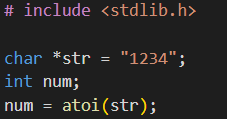 # include <stdlib.h>
char *str = "1234";
int num;
num = atoi(str);